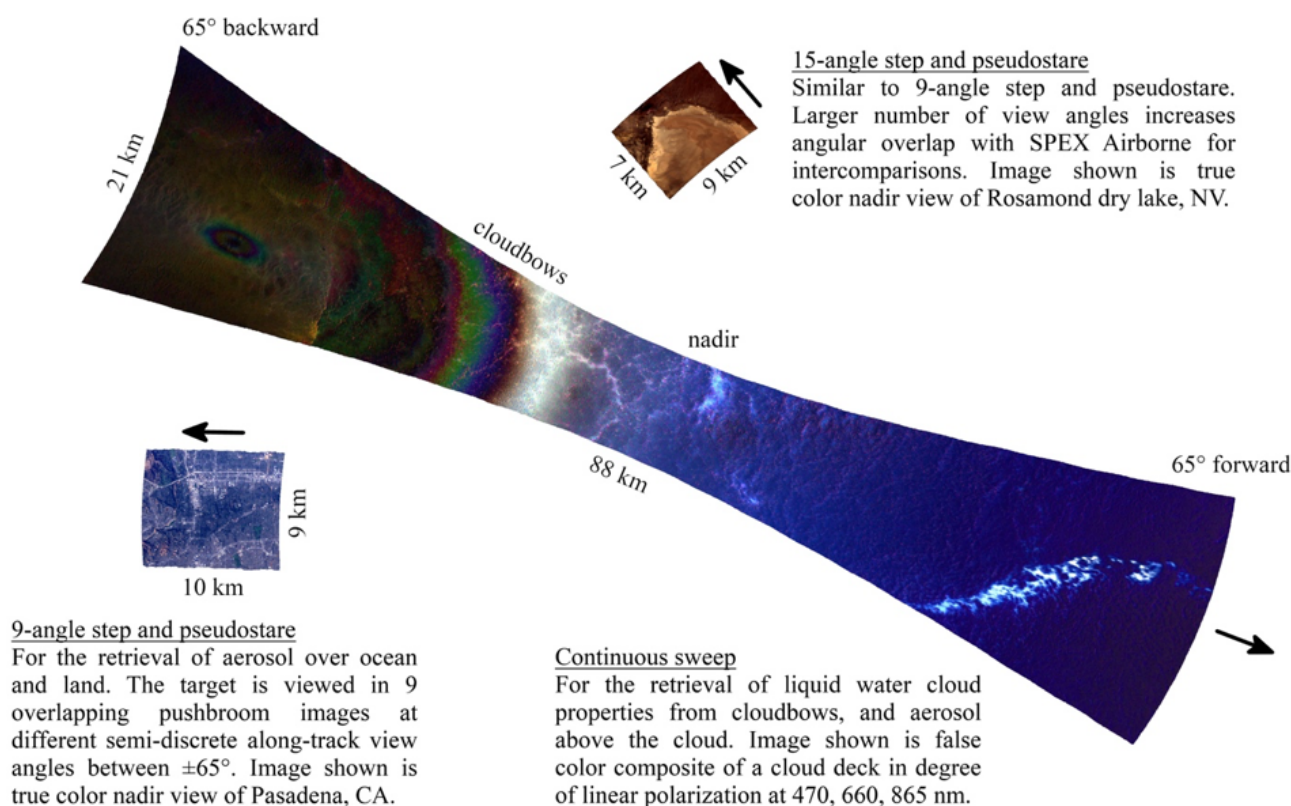 65° backward
21 km
cloudbows
nadir
88 km
65° forward
7 km
9 km
15-angle step and pseudostare
Similar to 9-angle step and pseudostare.
Larger number of view angles increases
angular overlap with SPEX Airborne for
intercomparisons. Image shown is true
color nadir view of Rosamond dry lake, NV.
9 km
10 km
9-angle step and pseudostare
For the retrieval of aerosol over ocean
and land. The target is viewed in 9
overlapping pushbroom images at
different semi-discrete along-track view
angles between ±65°. Image shown is
true color nadir view of Pasadena, CA.
Continuous sweep
For the retrieval of liquid water cloud
properties from cloudbows, and aerosol
above the cloud. Image shown is false
color composite of a cloud deck in degree
of linear polarization at 470, 660, 865 nm.